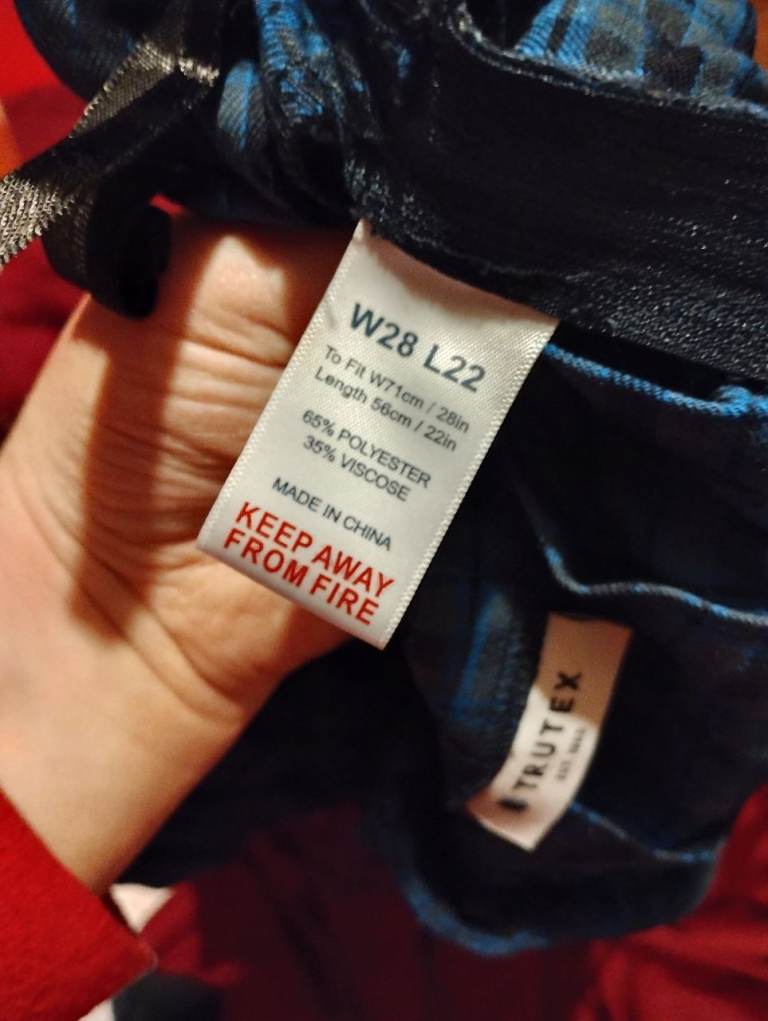 W28 L22
To Fit W71cm / 28in
Length 56cm / 22in
65% POLYESTER
35% VISCOSE
MADE IN CHINA
KEEP AWAY
FROM FIRE
TRUTEX